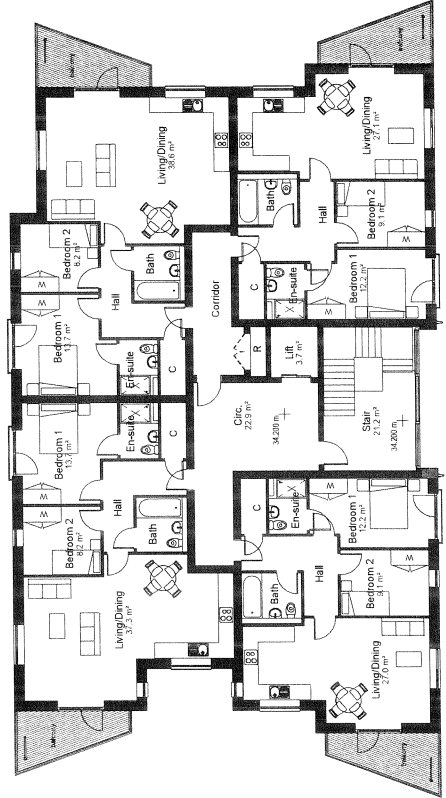 balcony
balcony
Living/Dining
38.6 m²
Living/Dining
27.1 m²
Bedroom 2
8.2 m²
Bath
Bath
Hall
Bedroom 2
9.1 m²
W
W
Hall
Corridor
C
En-suite
Bedroom 1
12.2 m²
W
W
Bedroom 1
13.7 m²
En-suite
C
R
Lift
3.7 m²
Circ.
22.9 m²
34,200 m
Stair
21.2 m²
34,200 m
Bedroom 1
13.7 m²
En-suite
C
W
W
Hall
Bedroom 2
8.2 m²
Bath
C
En-suite
W
Bedroom 1
12.2 m²
Bath
Hall
Bedroom 2
9.1 m²
W
Living/Dining
37.3 m²
Living/Dining
27.0 m²
balcony
balcony